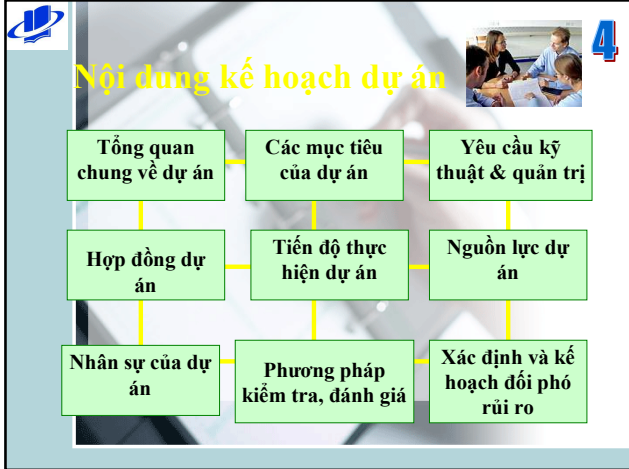 4
Nội dung kế hoạch dự án
Tổng quan
chung về dự án
Các mục tiêu
của dự án
Yêu cầu kỹ
thuật & quản trị
Hợp đồng dự
án
Tiến độ thực
hiện dự án
Nguồn lực dự
án
Nhân sự của dự
án
Phương pháp
kiểm tra, đánh giá
Xác định và kế
hoạch đối phó
rủi ro